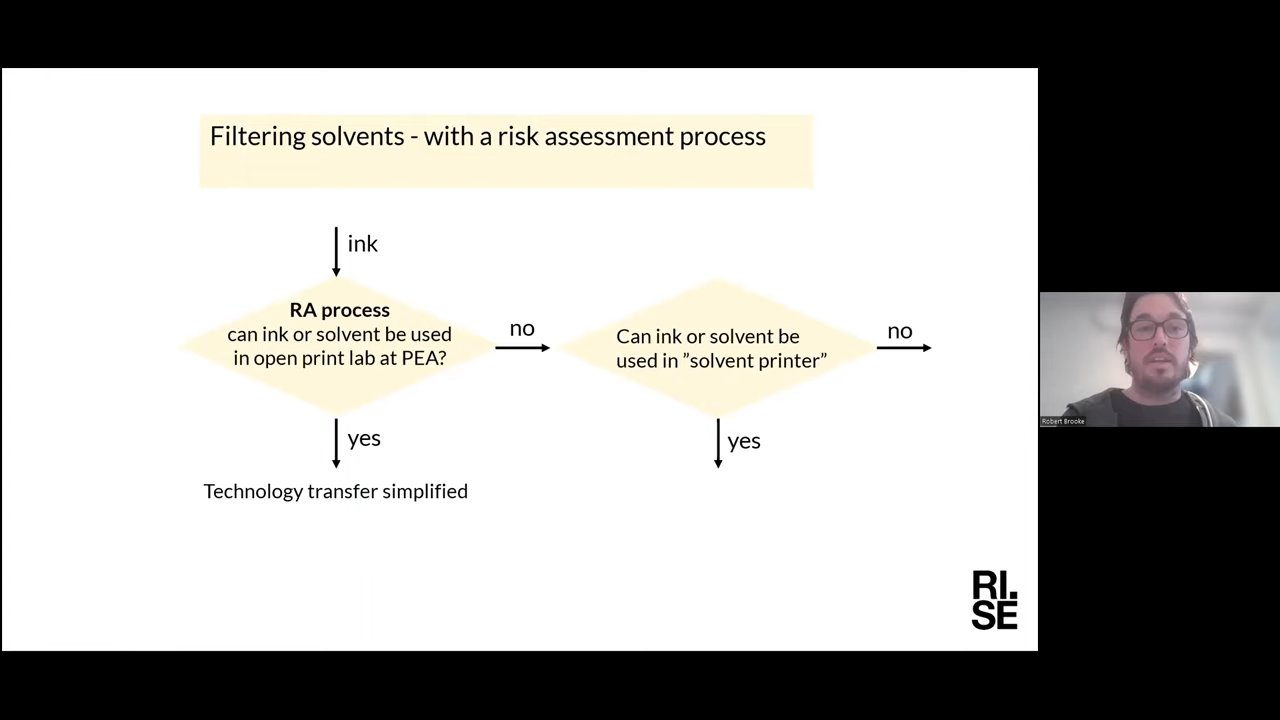 Filtering solvents - with a risk assessment process
ink
RA process
can ink or solvent be used
in open print lab at PEA?
no
Can ink or solvent be
used in ”solvent printer”
no
yes
yes
Technology transfer simplified
RI.
SE
Robert Brooke